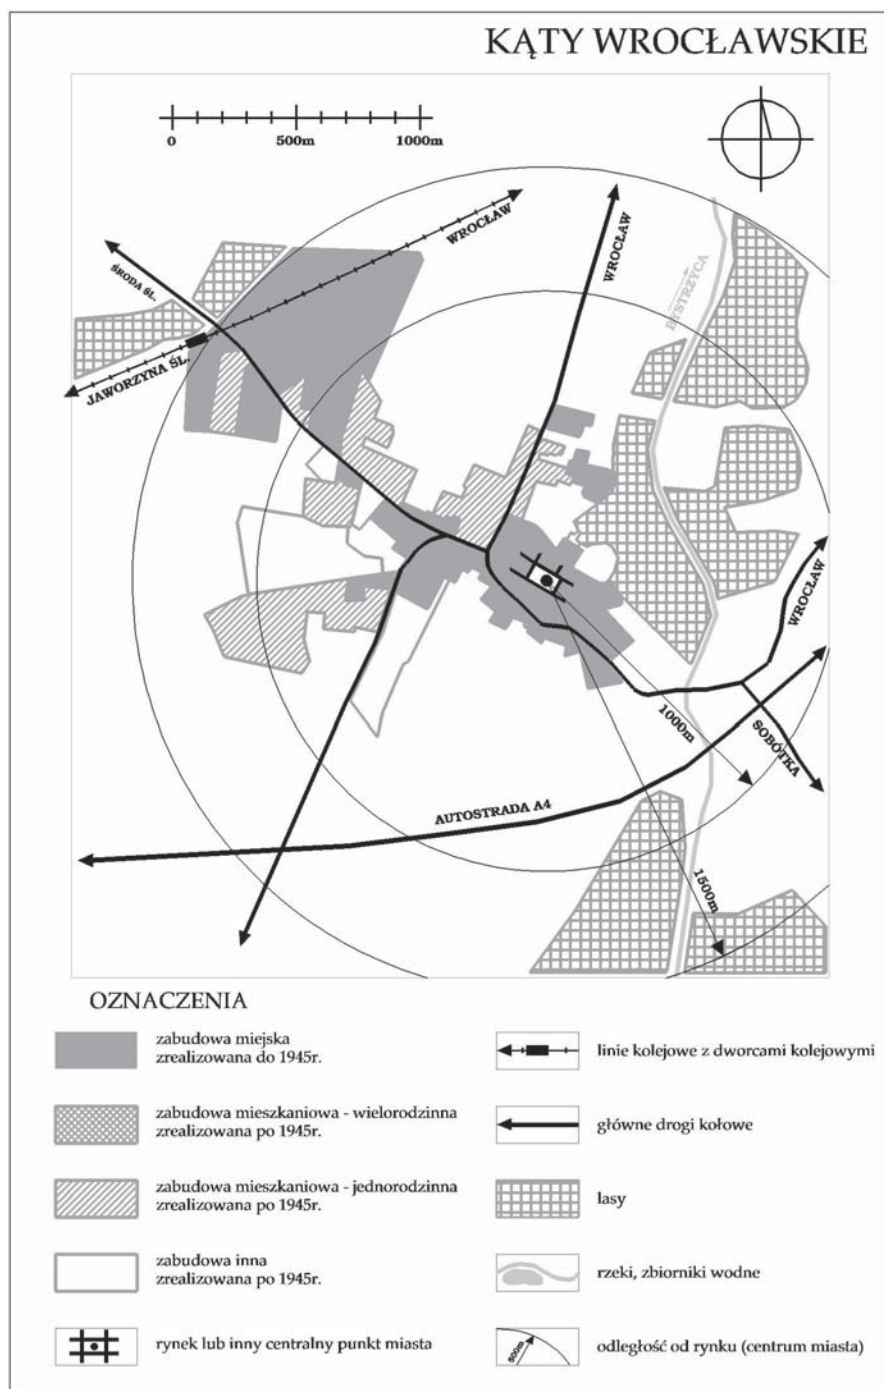 KĄTY WROCŁAWSKIE
0 500m 1000m
WROCŁAW
WROCŁAW
ŚRODA ŚL.
BYSTRZYCA
JAWORZYNA ŚL.
WROCŁAW
1000m
SOBÓTKA
AUTOSTRADA A4
1500m
OZNACZENIA
zabudowa miejska
zrealizowana do 1945r.
zabudowa mieszkaniowa - wielorodzinna
zrealizowana po 1945r.
zabudowa mieszkaniowa - jednorodzinna
zrealizowana po 1945r.
zabudowa inna
zrealizowana po 1945r.
rynek lub inny centralny punkt miasta
linie kolejowe z dworcami kolejowymi
główne drogi kołowe
lasy
rzeki, zbiorniki wodne
500m
odległość od rynku (centrum miasta)